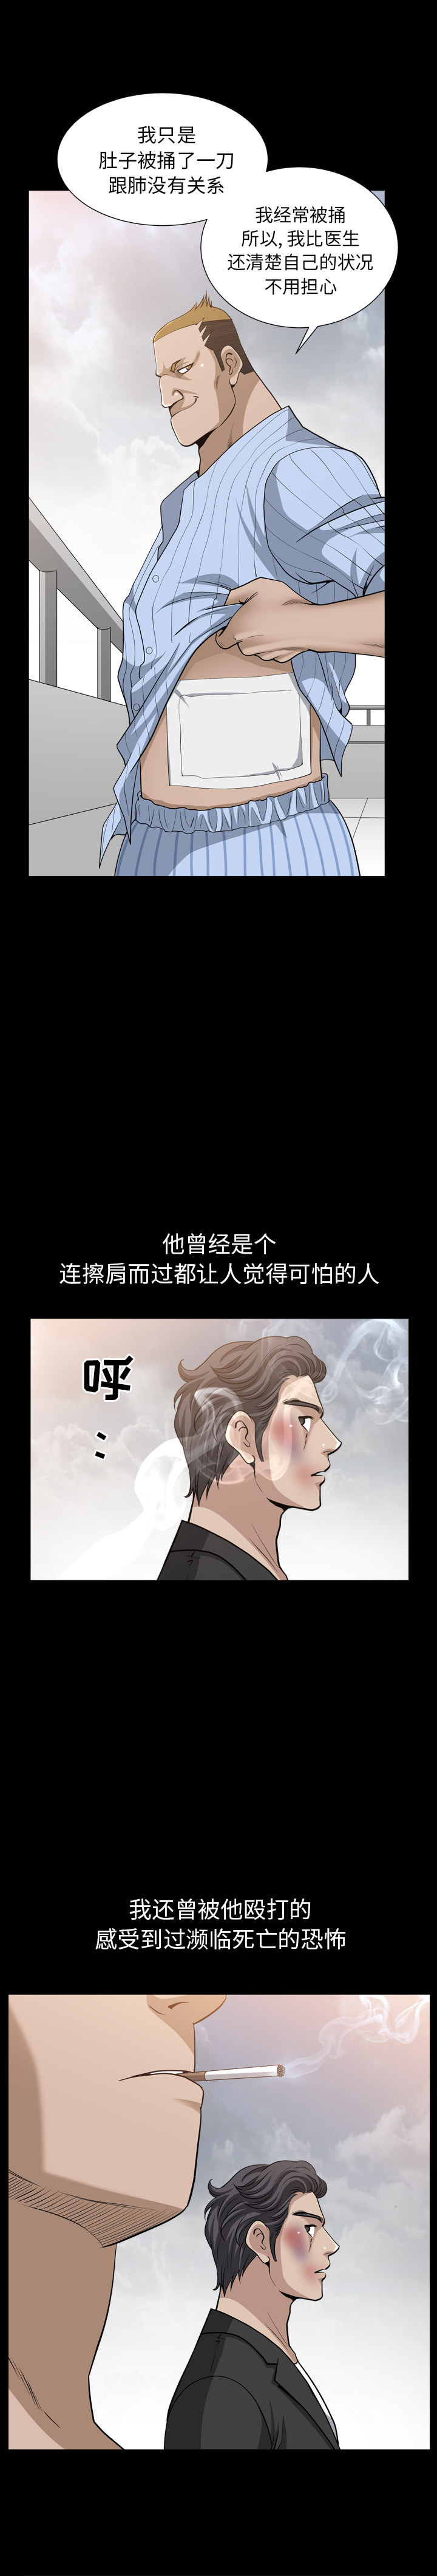 我只是
肚子被捅了一刀
跟肺没有关系
我经常被捅
所以,我比医生
还清楚自己的状况
不用担心
他曾经是个
连擦肩而过都让人觉得可怕的人
呼
:
我还曾被他殴打的
感受到过濒临死亡的恐怖